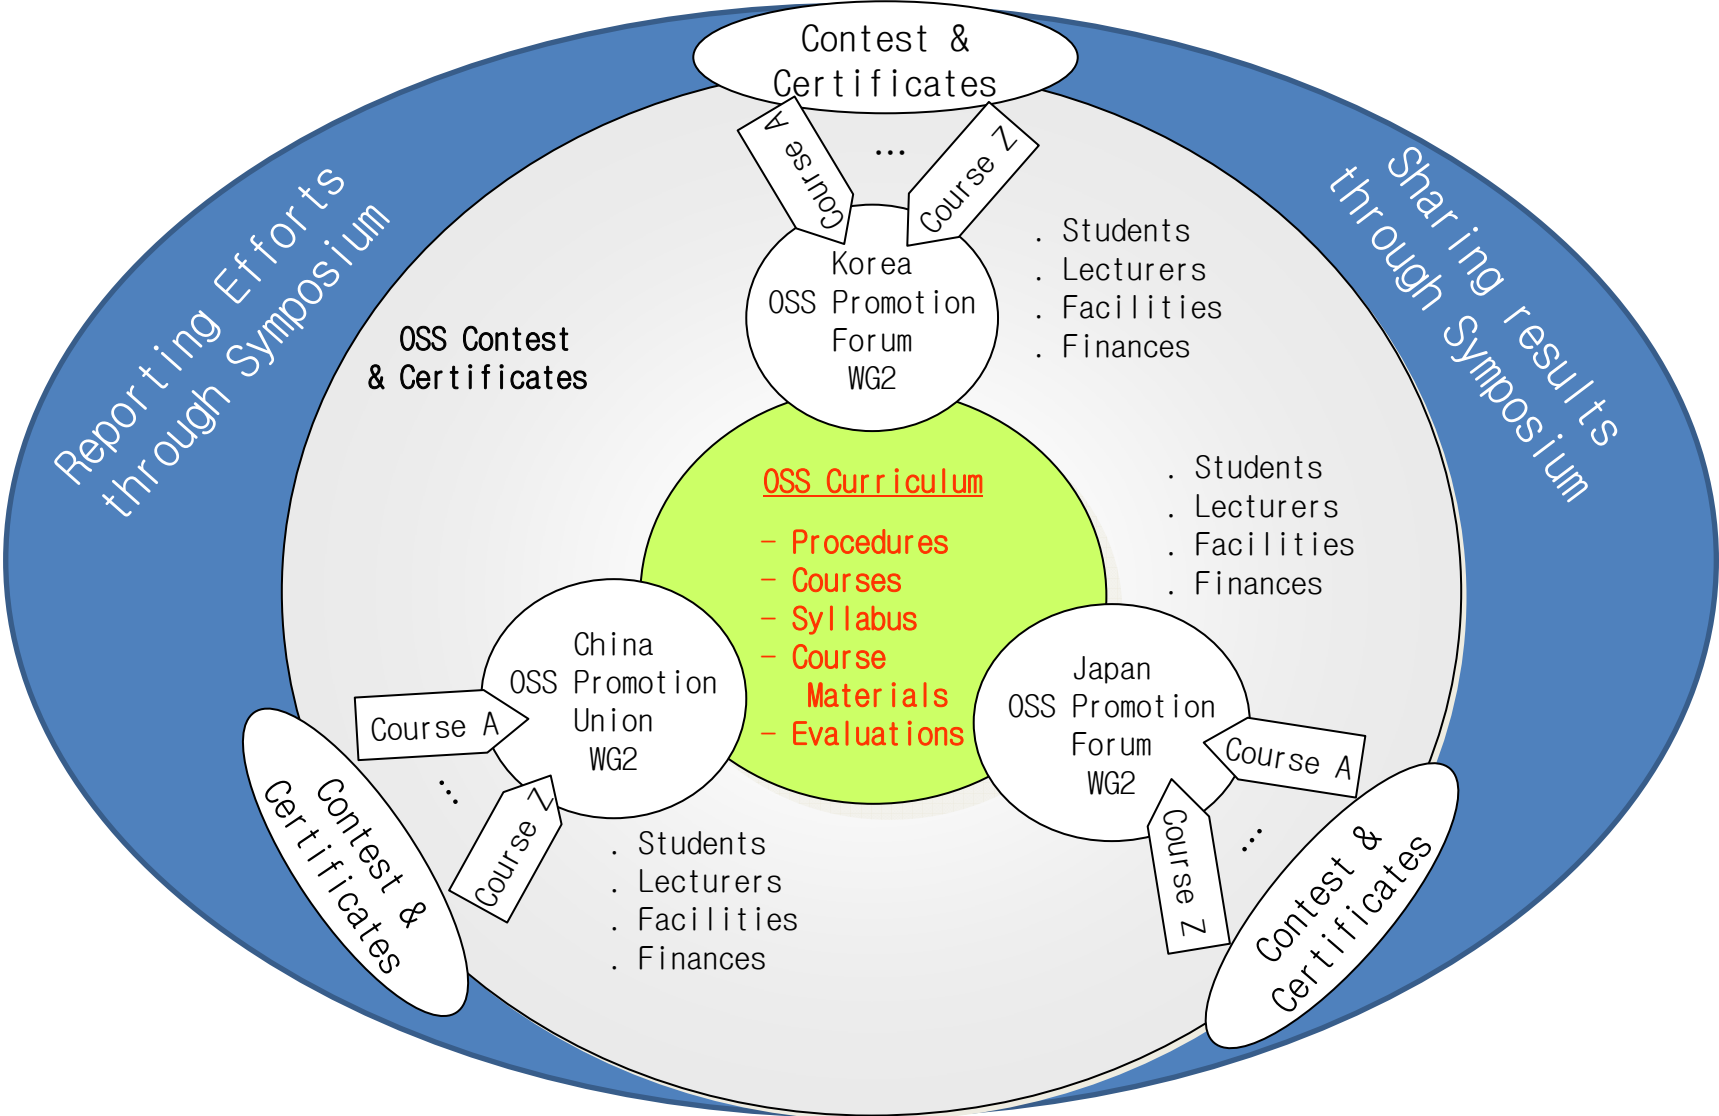 Contest &
Certificates
Course A
...
Course Z
Reporting Efforts
through Symposium
Sharing results
through Symposium
. Students
. Lecturers
. Facilities
. Finances
Korea
OSS Promotion
Forum
WG2
OSS Contest
& Certificates
OSS Curriculum
- Procedures
- Courses
- Syllabus
- Course
Materials
- Evaluations
. Students
. Lecturers
. Facilities
. Finances
China
OSS Promotion
Union
WG2
Course A
...
Course Z
Contest &
Certificates
. Students
. Lecturers
. Facilities
. Finances
Japan
OSS Promotion
Forum
WG2
Course A
...
Course Z
Contest &
Certificates